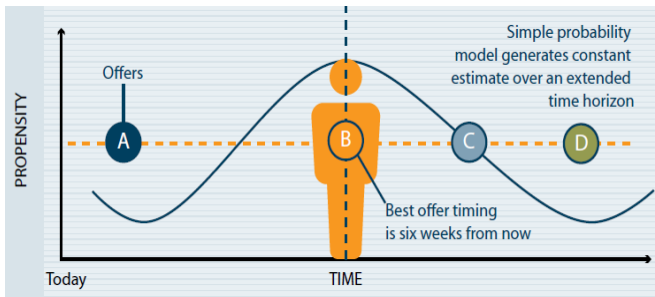 PROPENSITY
Offers
Simple probability
model generates constant
estimate over an extended
time horizon
A
B
C
D
Best offer timing
is six weeks from now
Today
TIME